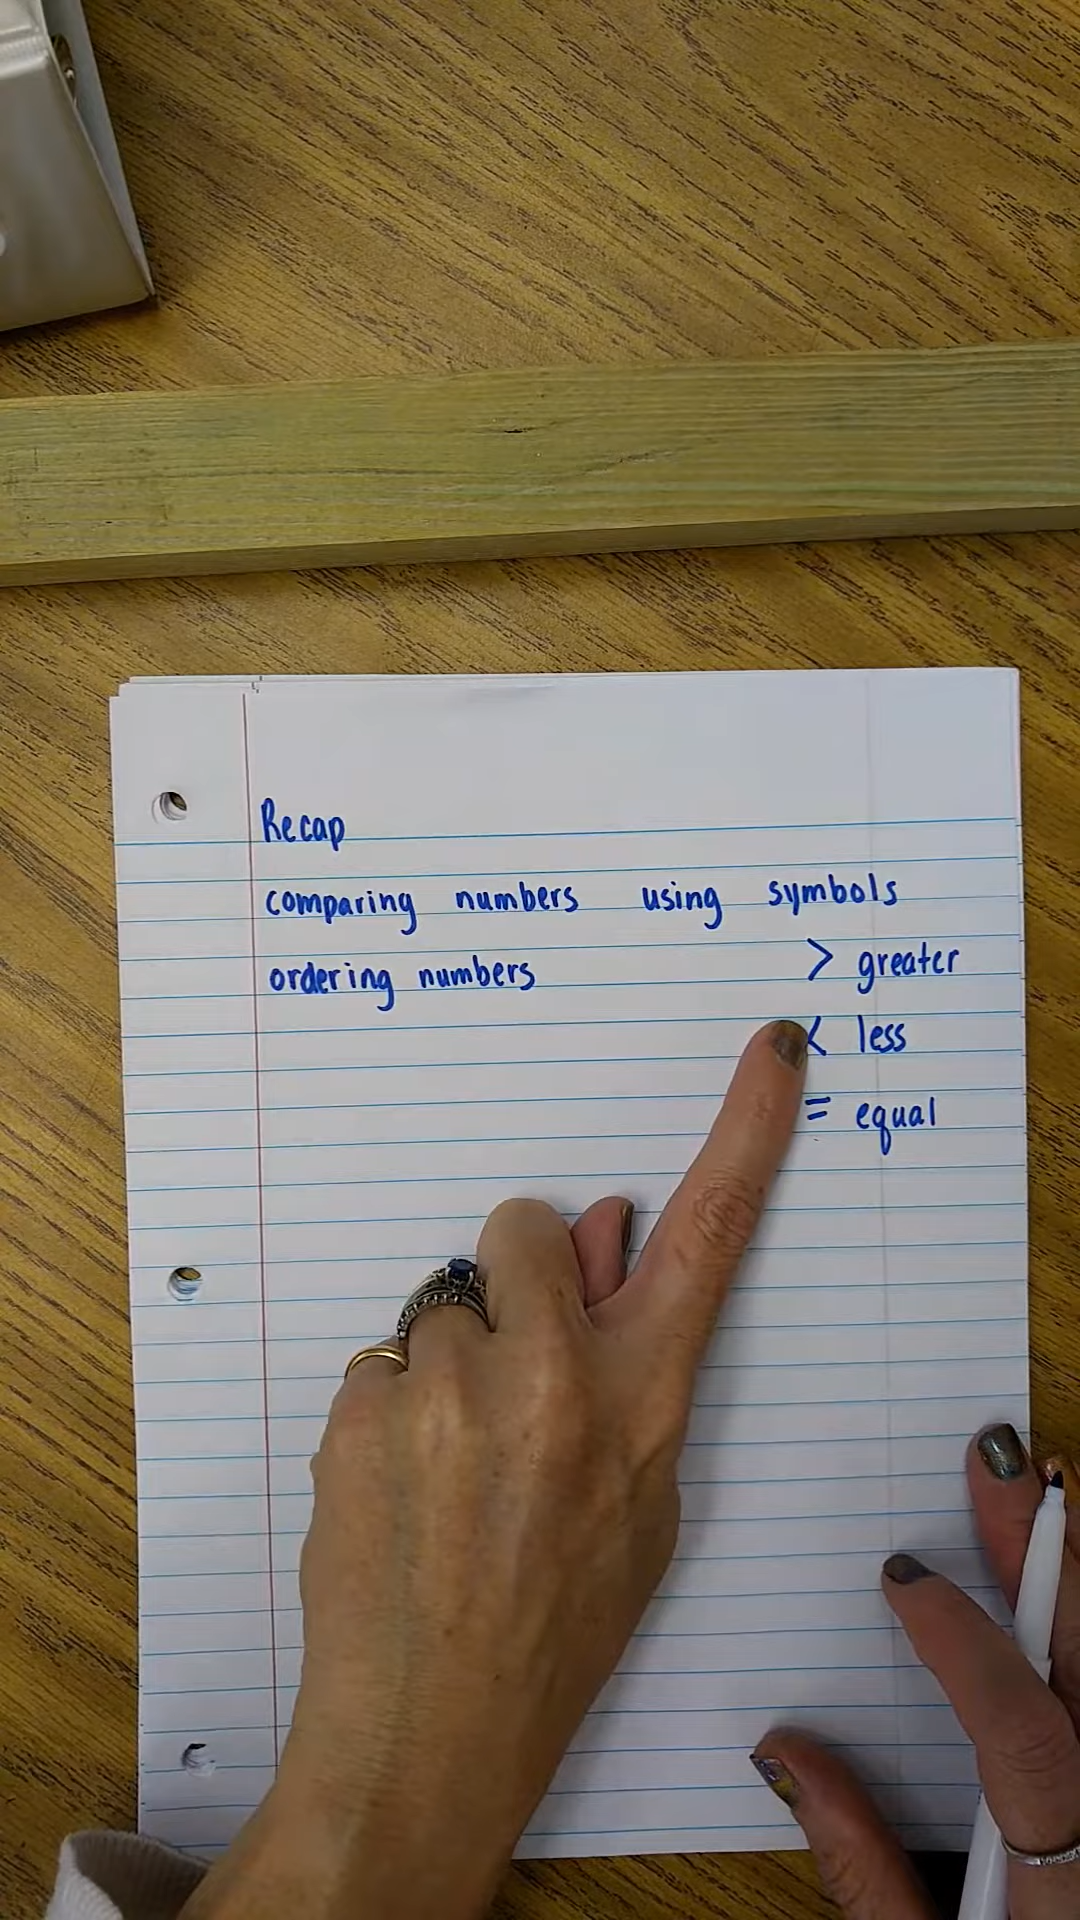 Recap
comparing numbers using symbols
ordering numbers > greater
< less
= equal